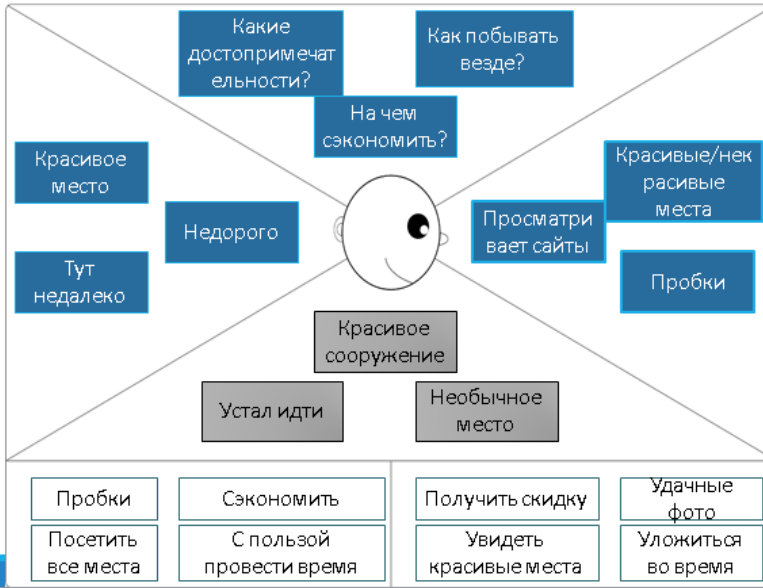 Какие
достопримечат
ельности?
Как побывать
везде?
На чем
сэкономить?
Красивое
место
Недорого
Тут
недалеко
Просматри
вает сайты
Красивые/нек
расивые
места
Пробки
Красивое
сооружение
Устал идти
Необычное
место
Пробки
Сэкономить
Получить скидку
Удачные
фото
Посетить
все места
С пользой
провести время
Увидеть
красивые места
Уложиться
во время